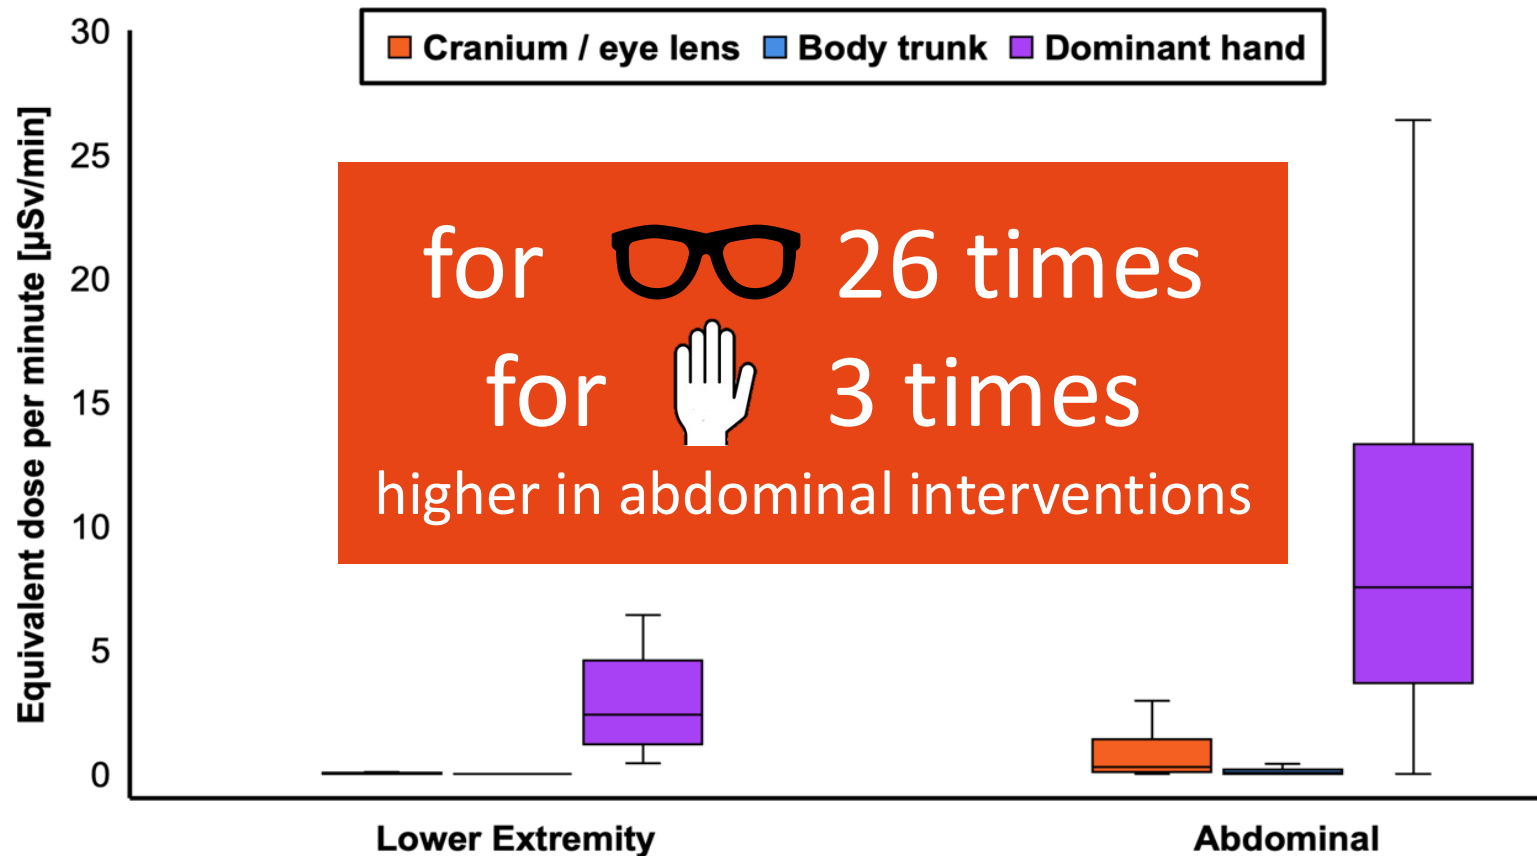 Cranium / eye lens Body trunk Dominant hand
Equivalent dose per minute [µSv/min]
30
25
20
15
10
5
0
for 26 times
for 3 times
higher in abdominal interventions
Lower Extremity Abdominal